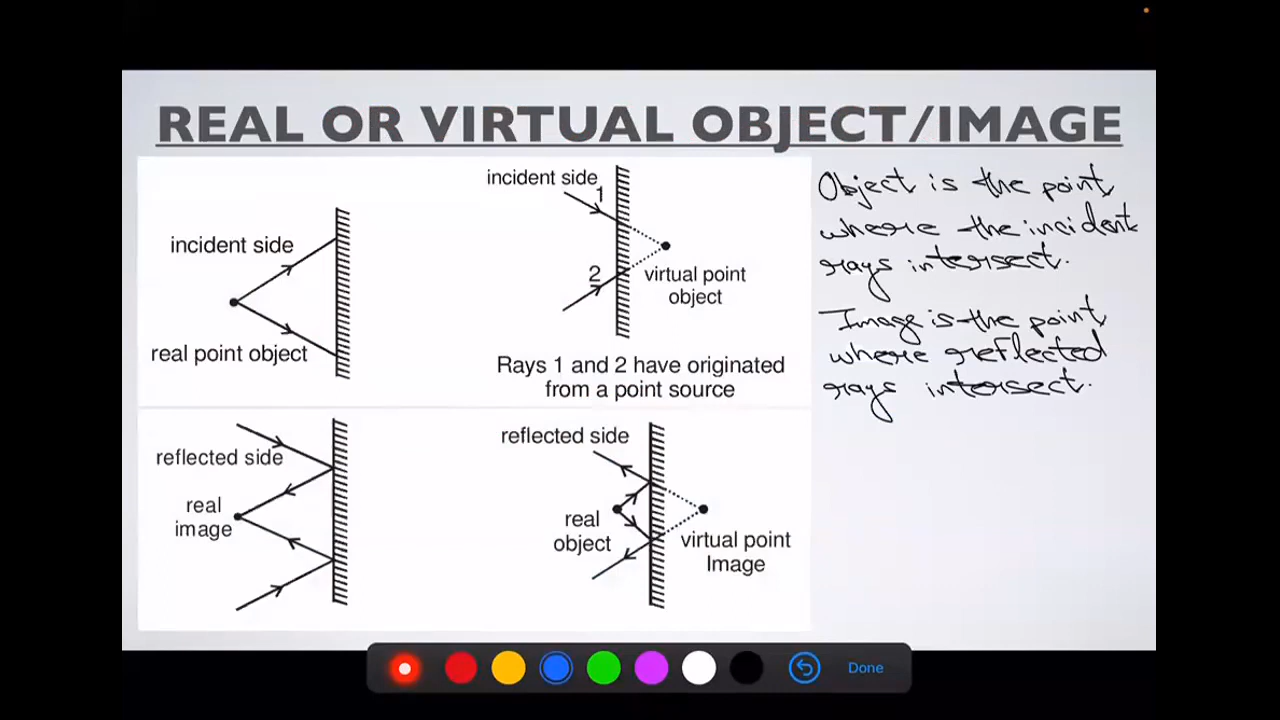 REAL OR VIRTUAL OBJECT/IMAGE
incident side
real point object
incident side
1
2
virtual point
object
Rays 1 and 2 have originated
from a point source
reflected side
real
image
reflected side
real
object
virtual point
Image
Object is the point
where the incident
rays intersect.
Image is the point
where reflected
rays intersect.
Done